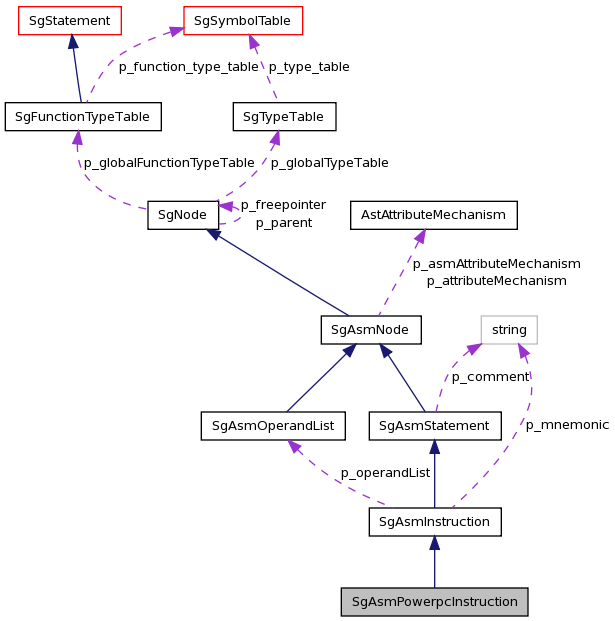 SgStatement
SgSymbolTable
p_function_type_table
p_type_table
SgFunctionTypeTable
SgTypeTable
p_globalFunctionTypeTable
p_globalTypeTable
SgNode
p_freepointer
p_parent
AstAttributeMechanism
p_asmAttributeMechanism
p_attributeMechanism
SgAsmNode
string
p_comment
SgAsmOperandList
SgAsmStatement
p_mnemonic
p_operandList
SgAsmInstruction
SgAsmPowerpcInstruction